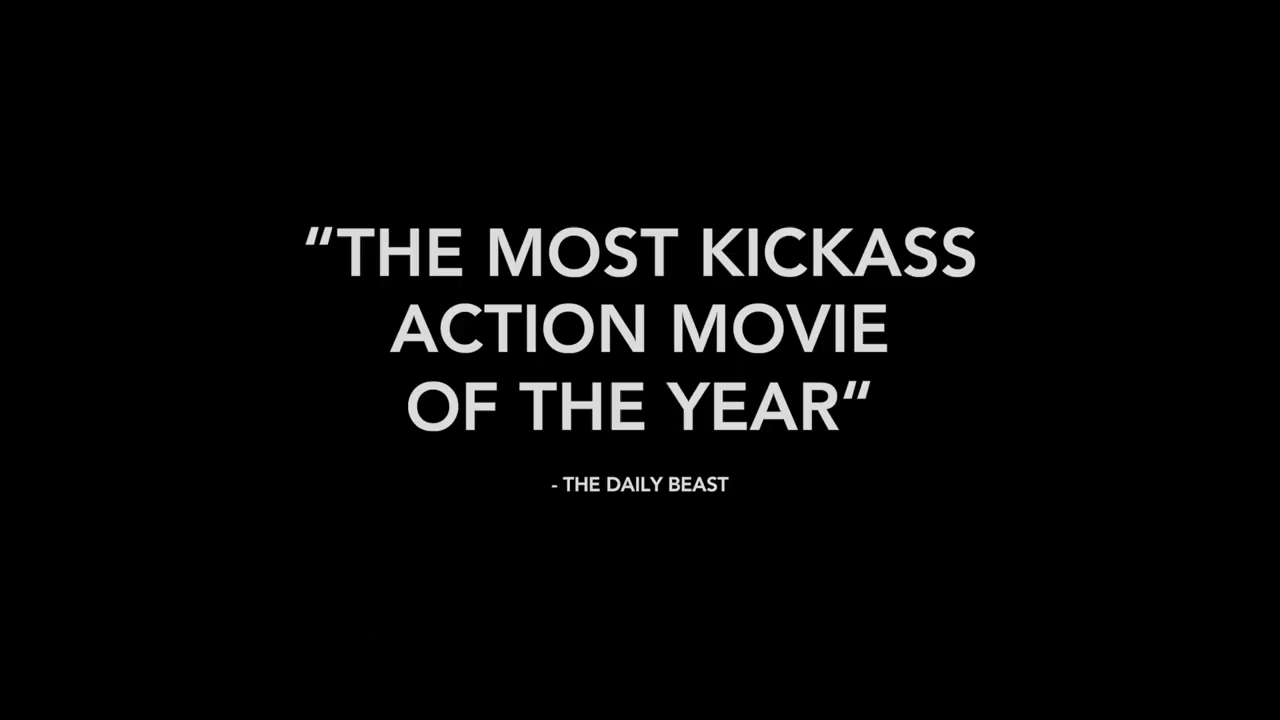 “THE MOST KICKASS
ACTION MOVIE
OF THE YEAR“
- THE DAILY BEAST